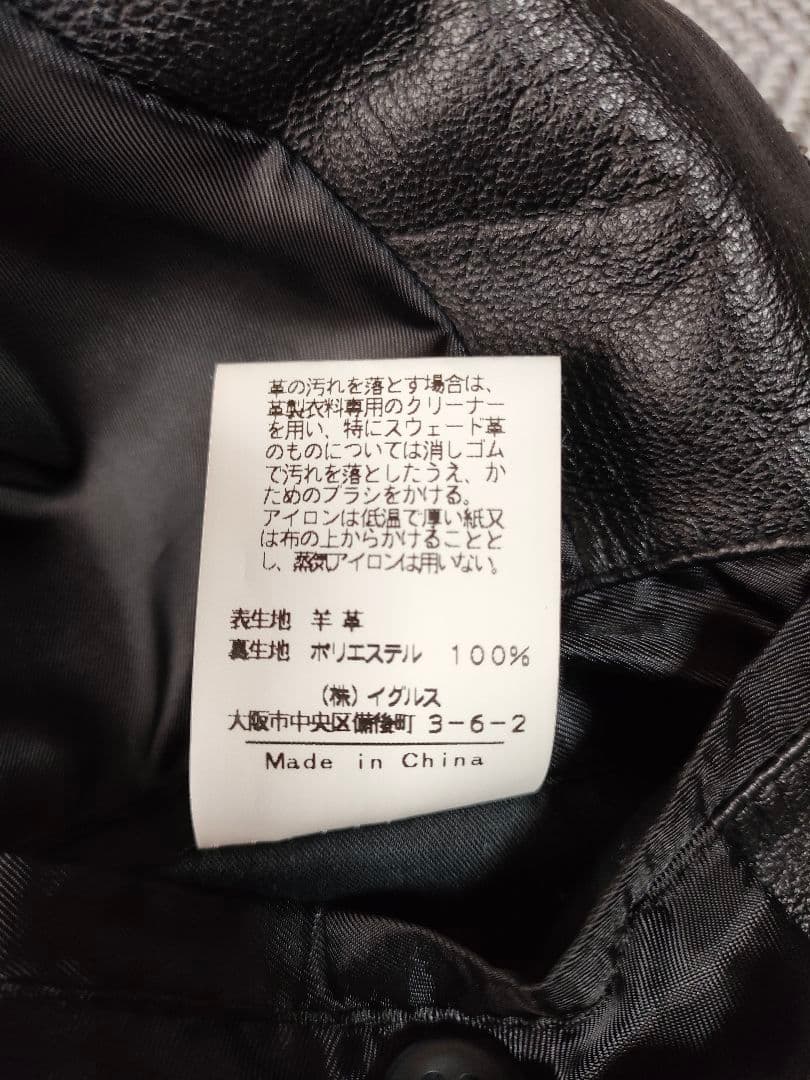 革の汚れを落とす場合は、
革製衣料専用のクリーナー
を用い、特にスウェード革
のものについては消しゴム
で汚れを落としたうえ、か
ためのブラシをかける。
アイロンは低温で厚い紙又
は布の上からかけることと
し、蒸気アイロンは用いない。
表生地 羊革
裏生地 ポリエステル 100%
(株)イグルス
大阪市中央区備後町 3-6-2
Made in China